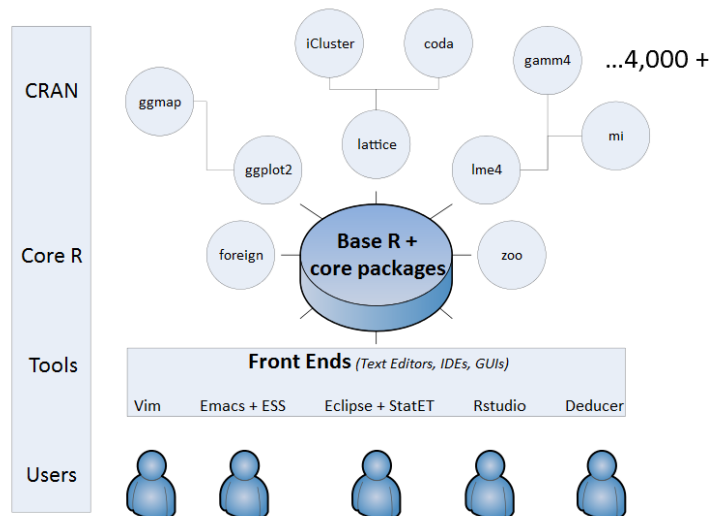 iCluster
coda
gamm4
...4,000 +
CRAN
ggmap
mi
lattice
ggplot2
lme4
Core R
foreign
Base R +
core packages
zoo
Tools
Front Ends (Text Editors, IDEs, GUIs)
Vim
Emacs + ESS
Eclipse + StatET
Rstudio
Deducer
Users